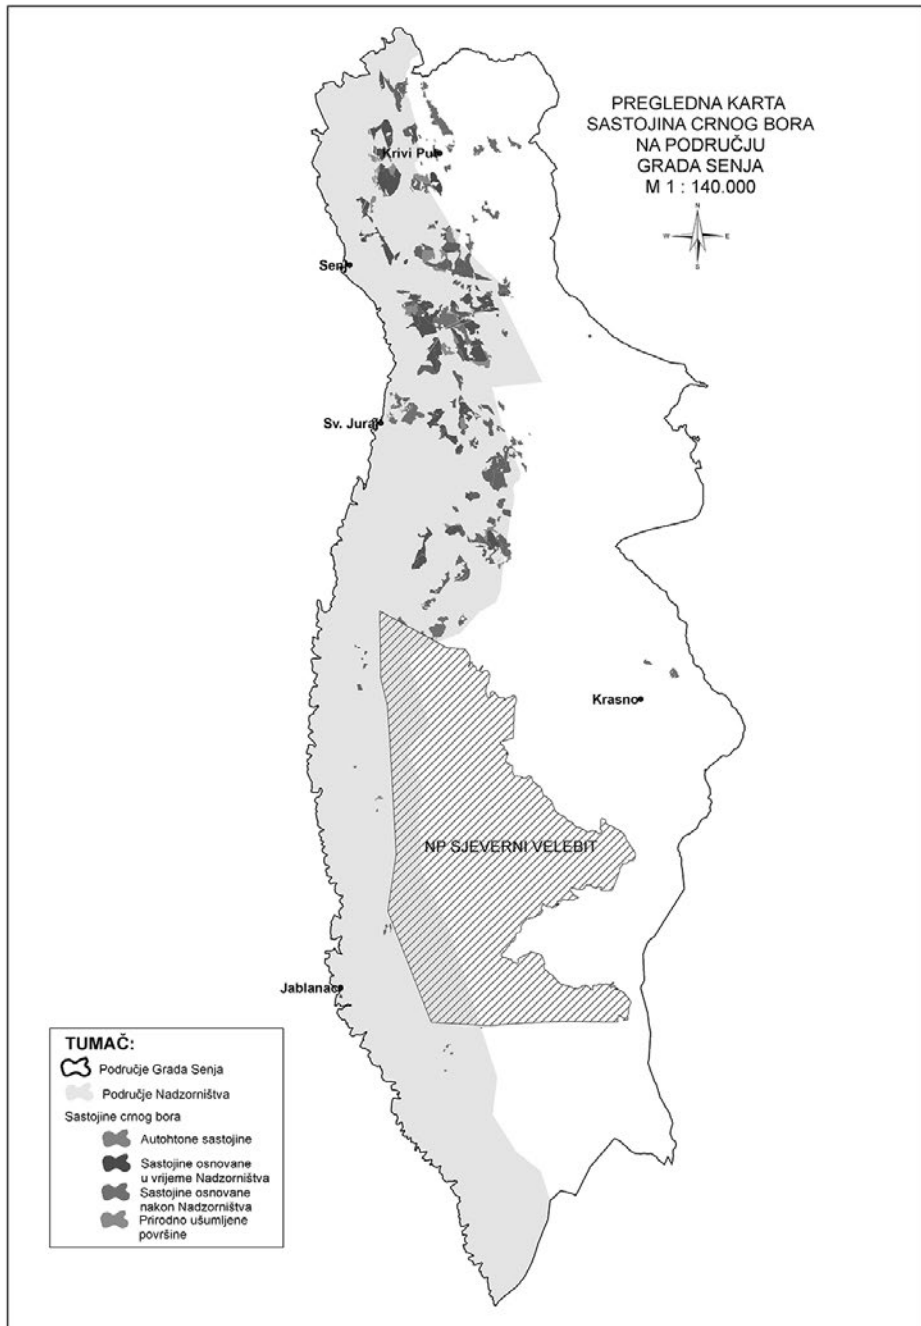 PREGLEDNA KARTA
SASTOJINA CRNOG BORA
NA PODRUČJU
GRADA SENJA
M 1 : 140.000
N
W E
S
Krivi Put
Senj
Sv. Juraj
Krasno
NP SJEVERNI VELEBIT
Jablanac
TUMAČ:
Područje Grada Senja
Područje Nadzorništva
Sastojine crnog bora
Autohtone sastojine
Sastojine osnovane
u vrijeme Nadzorništva
Sastojine osnovane
nakon Nadzorništva
Prirodno ušumljene
površine